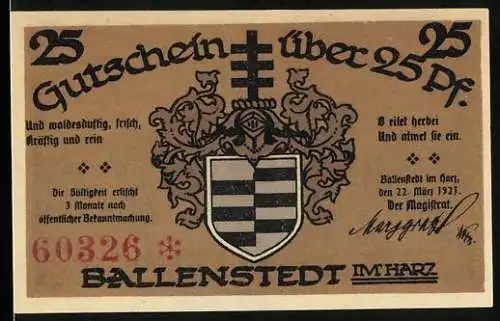 25
25
Gutschein über 25 Pf.
Und waldesduftig, frisch,
Kräftig und rein
O eilet herbei
Und atmet sie ein.
Die Gültigkeit erlischt
3 Monate nach
öffentlicher Bekanntmachung.
Ballenstedt im Harz,
den 22. März 1921.
Der Magistrat.
60326 *
BALLENSTEDT IM HARZ